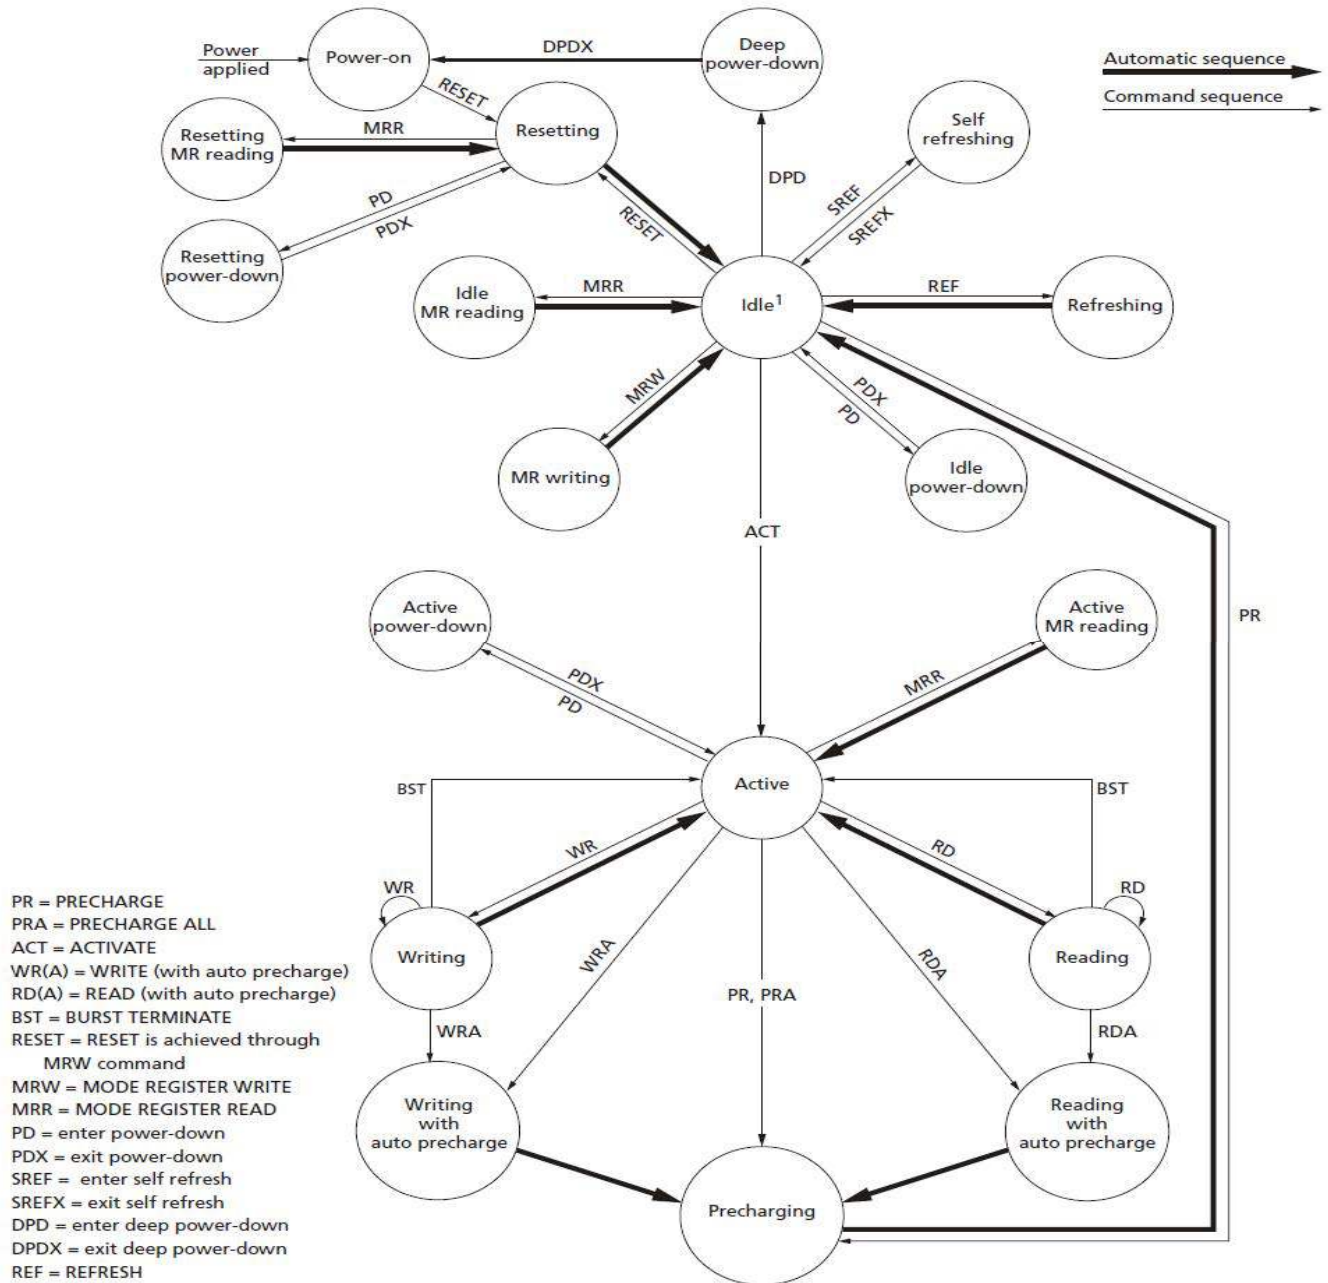 Power
applied
Power-on
DPDX
Deep
power-down
Automatic sequence
Command sequence
RESET
Resetting
MR reading
MRR
Resetting
Self
refreshing
PD
PDX
RESET
DPD
SREF
SREFX
Resetting
power-down
Idle
MR reading
MRR
Idle¹
REF
Refreshing
MRW
PDX
PD
MR writing
Idle
power-down
ACT
Active
power-down
Active
MR reading
PR
PDX
PD
MRR
BST
Active
BST
WR
RD
WR
RD
Writing
Reading
WRA
RDA
PR, PRA
WRA
RDA
Writing
with
auto precharge
Reading
with
auto precharge
Precharging
PR = PRECHARGE
PRA = PRECHARGE ALL
ACT = ACTIVATE
WR(A) = WRITE (with auto precharge)
RD(A) = READ (with auto precharge)
BST = BURST TERMINATE
RESET = RESET is achieved through
MRW command
MRW = MODE REGISTER WRITE
MRR = MODE REGISTER READ
PD = enter power-down
PDX = exit power-down
SREF = enter self refresh
SREFX = exit self refresh
DPD = enter deep power-down
DPDX = exit deep power-down
REF = REFRESH